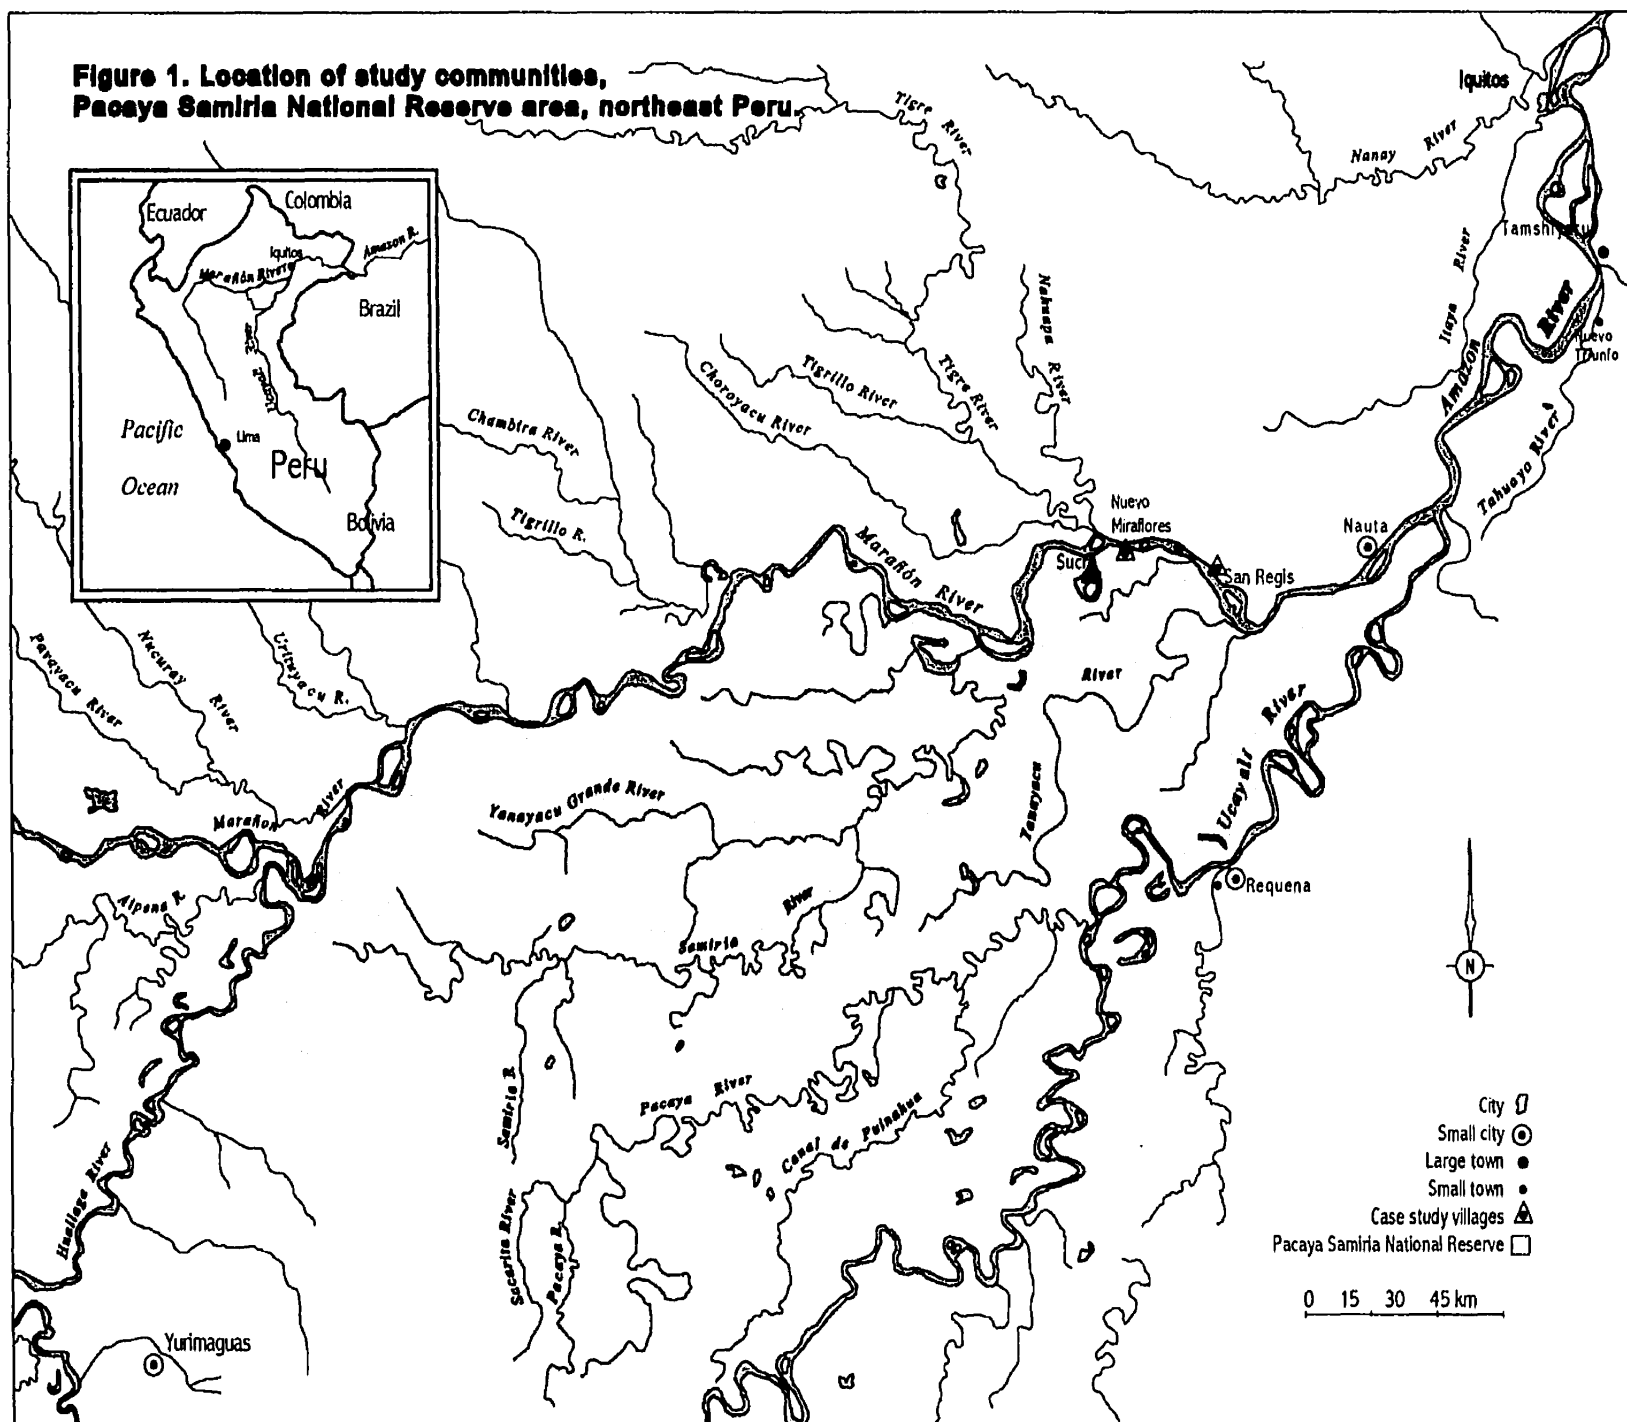 Figure 1. Location of study communities,
Pacaya Samiria National Reserve area, northeast Peru.
Iquitos
Tigre River
Nanay River
Ecuador
Colombia
Iquitos
Amazon R.
Marañón River
Brazil
Ucayali River
Pacific
Ocean
Lima
Peru
Bolivia
Tamshiyacu
Itaya River
Nahuapa River
Amazon River
Nuevo
Triunfo
Tahuayo River
Tigrillo River
Tigre River
Choroyacu River
Chambira River
Tigrillo R.
Nuevo
Miraflores
Nauta
Marañón River
Sucre
San Regis
Pavayacu River
Nucuray River
Urituyacu R.
River
Yanayacu
Ucayali River
Marañon River
Yanayacu Grande River
Requena
Aipena R.
Samiria River
N
Samiria R.
Pacaya River
Canal de Puinahua
Huallaga River
Sacarita River
Pacaya R.
City
Small city
Large town
Small town
Case study villages
Pacaya Samiria National Reserve
0 15 30 45 km
Yurimaguas